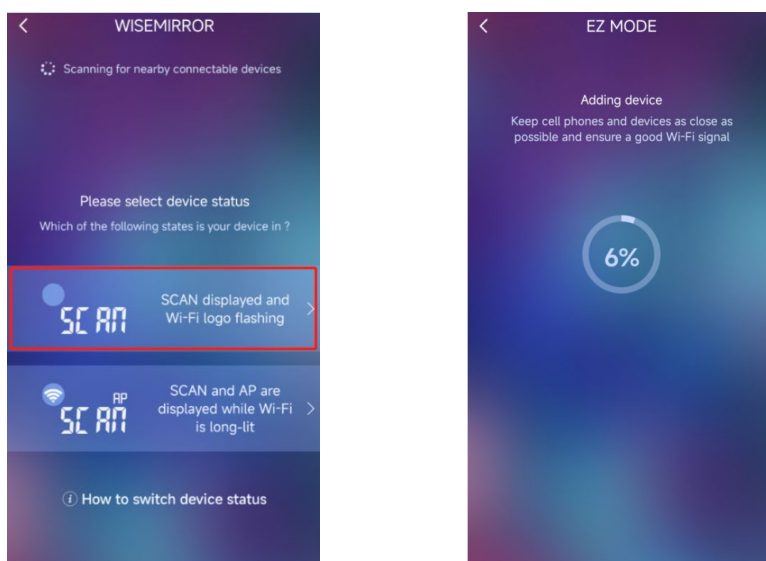 WISEMIRROR
Scanning for nearby connectable devices
Please select device status
Which of the following states is your device in ?
SCAN
SCAN displayed and
Wi-Fi logo flashing
AP
SCAN
SCAN and AP are
displayed while Wi-Fi
is long-lit
How to switch device status
EZ MODE
Adding device
Keep cell phones and devices as close as
possible and ensure a good Wi-Fi signal
6%